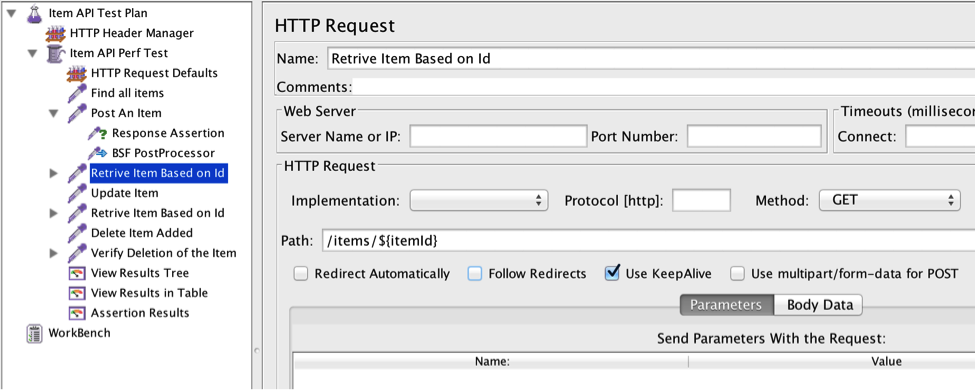 Item API Test Plan
HTTP Header Manager
Item API Perf Test
HTTP Request Defaults
Find all items
Post An Item
Response Assertion
BSF PostProcessor
Retrive Item Based on Id
Update Item
Retrive Item Based on Id
Delete Item Added
Verify Deletion of the Item
View Results Tree
View Results in Table
Assertion Results
WorkBench
HTTP Request
Name: Retrive Item Based on Id
Comments:
Web Server
Server Name or IP: Port Number:
Timeouts (millisecon
Connect:
HTTP Request
Implementation: Protocol [http]: Method: GET
Path: /items/${itemId}
Redirect Automatically Follow Redirects Use KeepAlive Use multipart/form-data for POST
Parameters Body Data
Send Parameters With the Request:
Name: Value